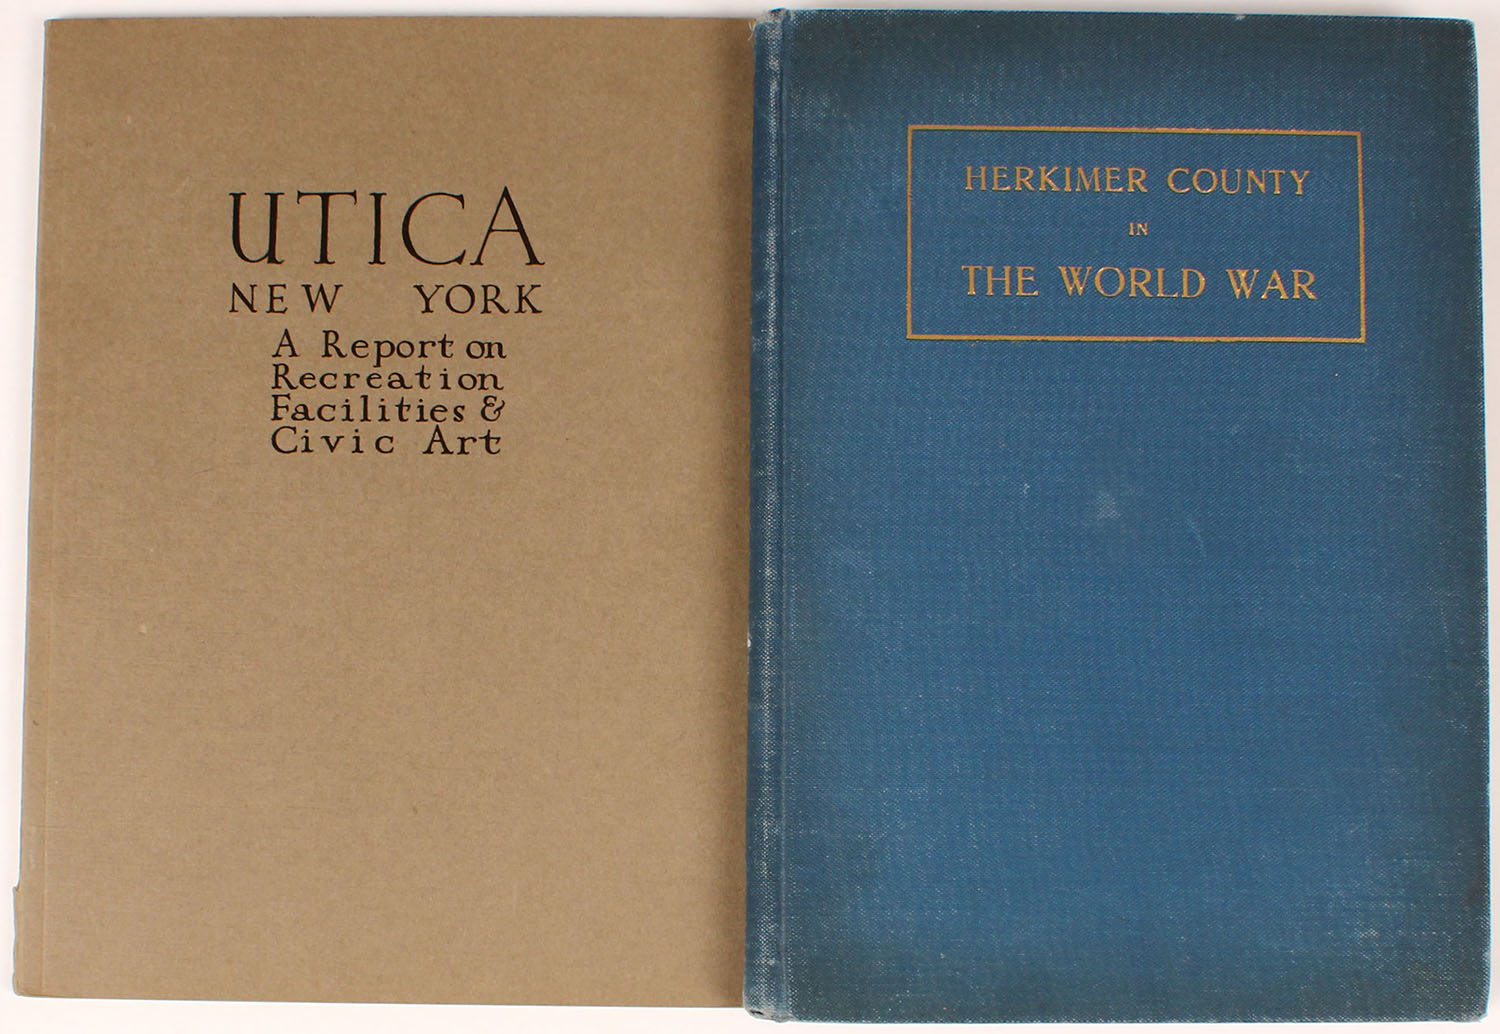 UTICA
NEW YORK
A Report on
Recreation
Facilities &
Civic Art
HERKIMER COUNTY
IN
THE WORLD WAR